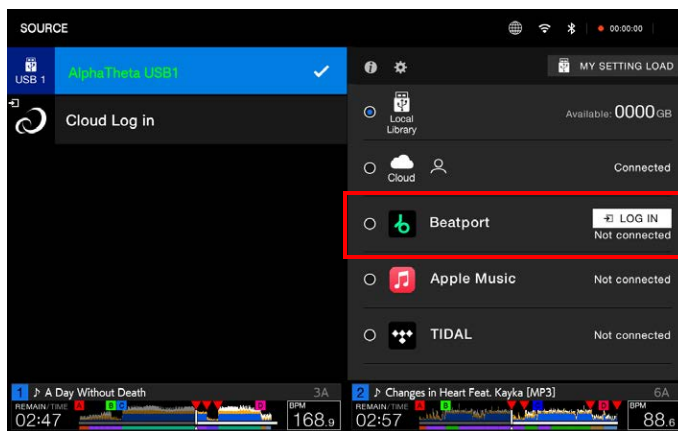 SOURCE
00:00:00
USB 1
AlphaTheta USB1
MY SETTING LOAD
Cloud Log in
Local
Library
Available: 0000 GB
Cloud
Connected
Beatport
LOG IN
Not connected
Apple Music
Not connected
TIDAL
Not connected
1 A Day Without Death 3A
REMAIN/TIME A B C D
02:47
BPM
168.9
2 Changes in Heart Feat. Kayka [MP3] 6A
REMAIN/TIME A B C D
02:57
BPM
88.6